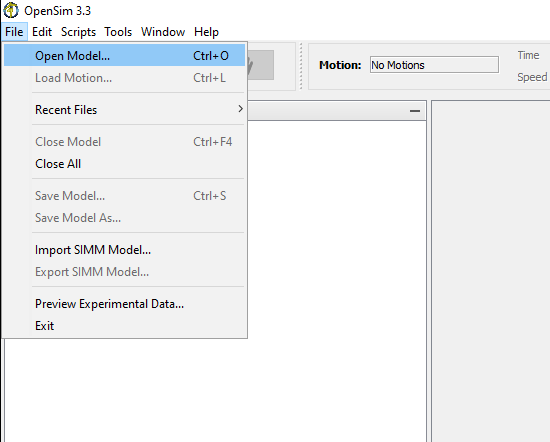 OpenSim 3.3
File Edit Scripts Tools Window Help
Open Model... Ctrl+O
Load Motion... Ctrl+L
Recent Files
Close Model Ctrl+F4
Close All
Save Model... Ctrl+S
Save Model As...
Import SIMM Model...
Export SIMM Model...
Preview Experimental Data...
Exit
Motion: No Motions
Time
Speed